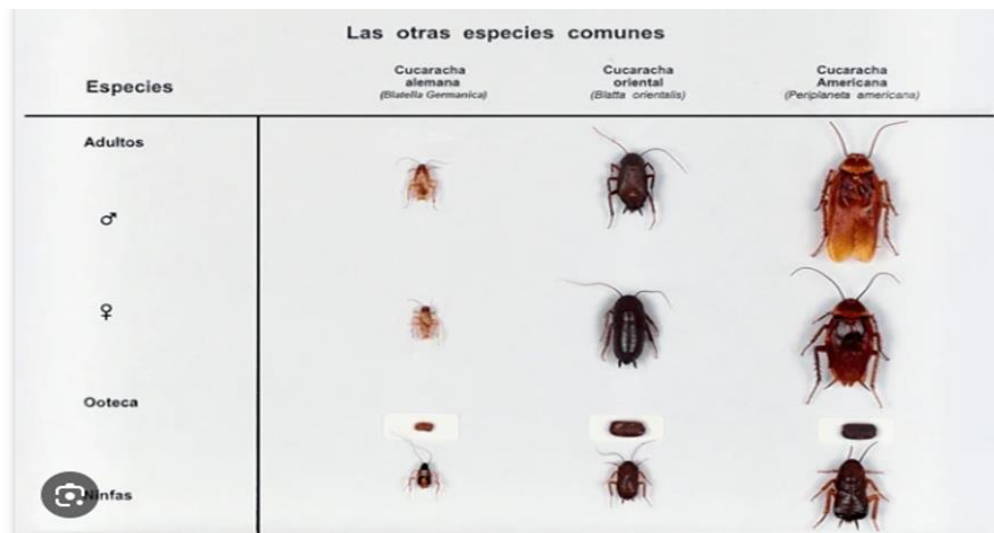 Las otras especies comunes
Especies
Cucaracha
alemana
(Blatella Germanica)
Cucaracha
oriental
(Blatta orientalis)
Cucaracha
Americana
(Periplaneta americana)
Adultos
♂
♀
Ooteca
Ninfas